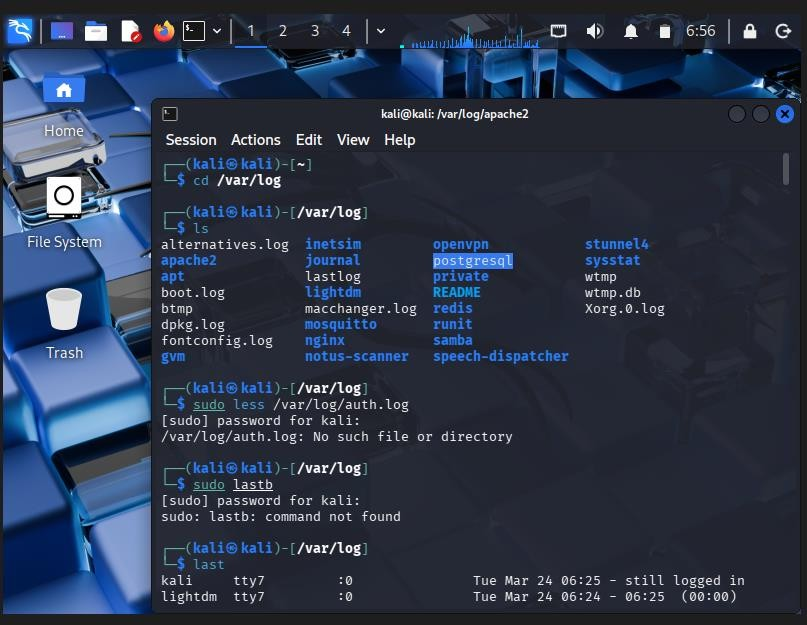 1 2 3 4 6:56
Home
File System
Trash
kali@kali: /var/log/apache2
Session Actions Edit View Help
┌──(kali㉿kali)-[~]
└─$ cd /var/log
┌──(kali㉿kali)-[/var/log]
└─$ ls
alternatives.log inetsim openvpn stunnel4
apache2 journal postgresql sysstat
apt lastlog private wtmp
boot.log lightdm README wtmp.db
btmp macchanger.log redis Xorg.0.log
dpkg.log mosquitto runit
fontconfig.log nginx samba
gvm notus-scanner speech-dispatcher
┌──(kali㉿kali)-[/var/log]
└─$ sudo less /var/log/auth.log
[sudo] password for kali:
/var/log/auth.log: No such file or directory
┌──(kali㉿kali)-[/var/log]
└─$ sudo lastb
[sudo] password for kali:
sudo: lastb: command not found
┌──(kali㉿kali)-[/var/log]
└─$ last
kali tty7 :0 Tue Mar 24 06:25 - still logged in
lightdm tty7 :0 Tue Mar 24 06:24 - 06:25 (00:00)